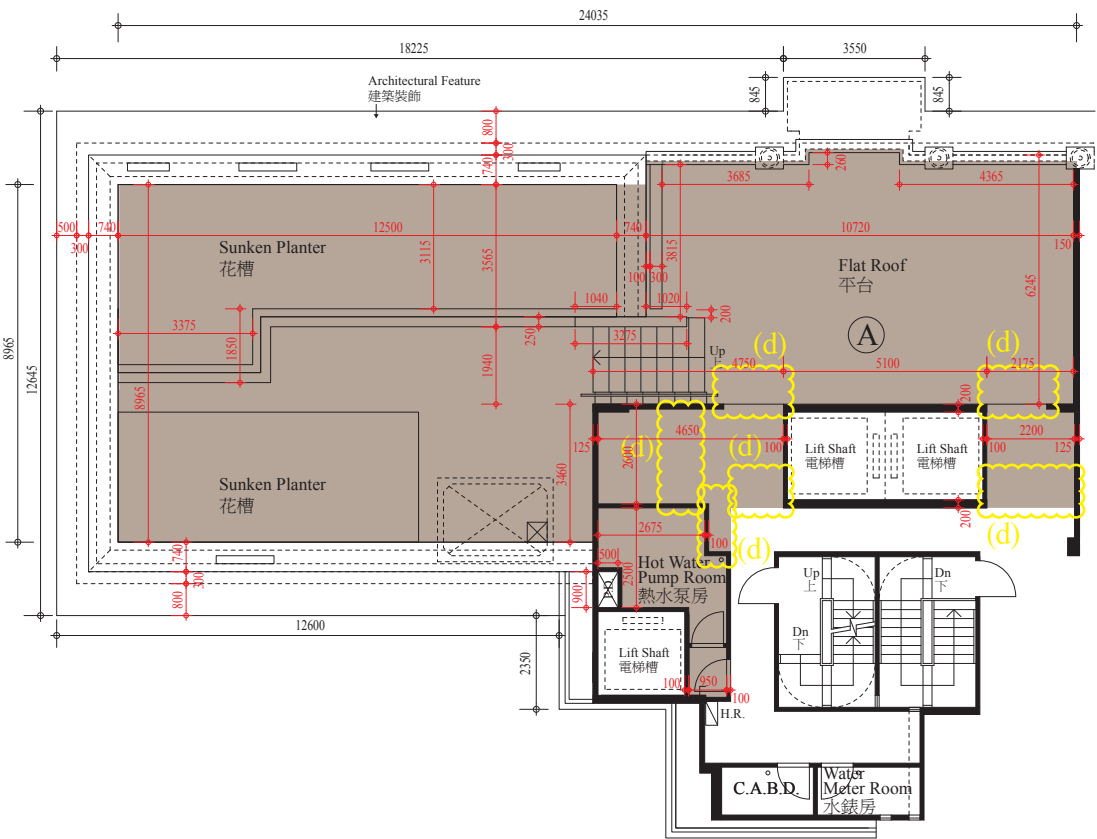 24035
18225
3550
Architectural Feature
建築裝飾
845
845
800
300
740
260
3685
4365
500
300
740
12500
740
10720
150
Sunken Planter
花槽
3115
3565
3815
100
300
Flat Roof
平台
6245
1040
1020
200
3375
1850
250
3275
A
Up
上
4750
(d)
5100
(d)
2175
8965
12645
8965
1940
200
125
(d)
4650
(d)
100
Lift Shaft
電梯槽
Lift Shaft
電梯槽
2200
100
125
2600
3460
Sunken Planter
花槽
200
(d)
2675
100
(d)
740
300
800
500
2500
900
P.D.
Hot Water
Pump Room
熱水泵房
Up
上
Dn
下
Dn
下
12600
2350
Lift Shaft
電梯槽
100
950
100
H.R.
C.A.B.D.
Water
Meter Room
水錶房